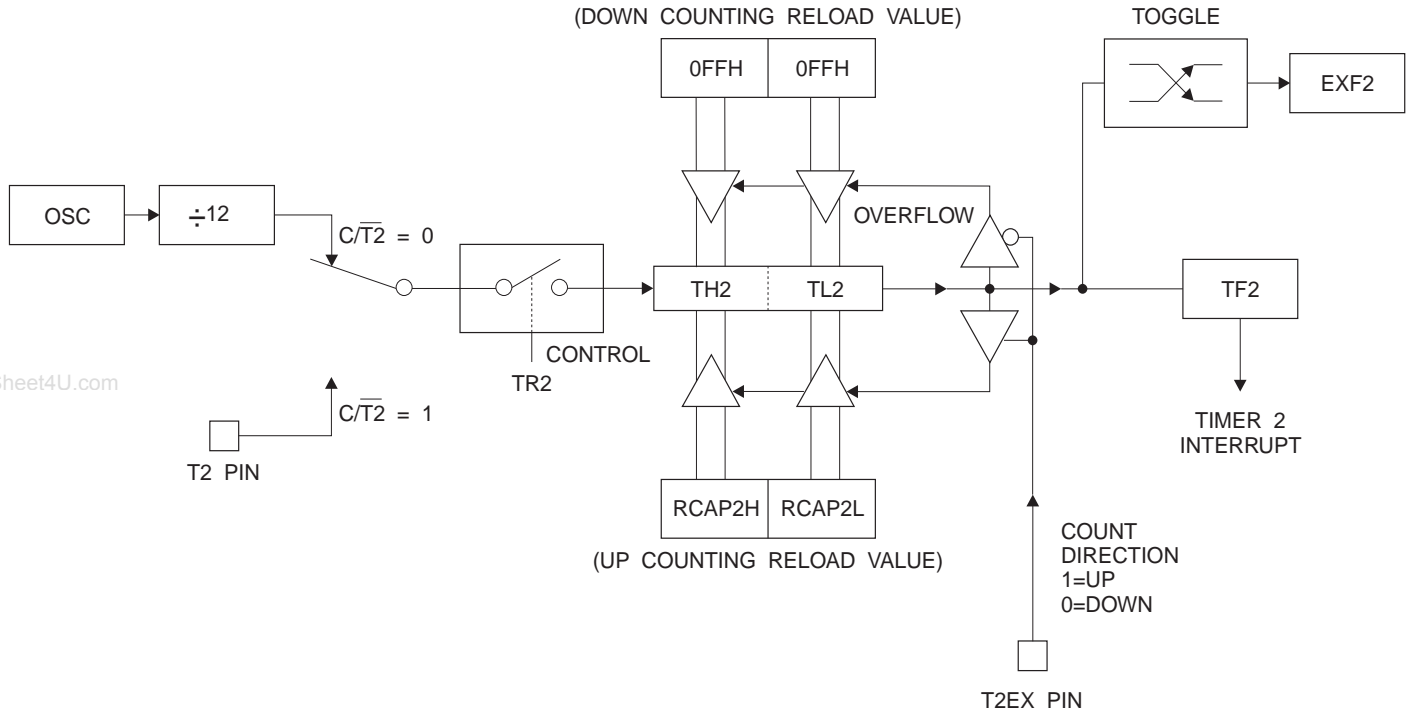 (DOWN COUNTING RELOAD VALUE)
TOGGLE
0FFH
0FFH
EXF2
OSC
÷12
C/T2̅ = 0
OVERFLOW
TH2
TL2
TF2
CONTROL
TR2
Sheet4U.com
C/T2̅ = 1
T2 PIN
TIMER 2
INTERRUPT
RCAP2H
RCAP2L
(UP COUNTING RELOAD VALUE)
COUNT
DIRECTION
1=UP
0=DOWN
T2EX PIN